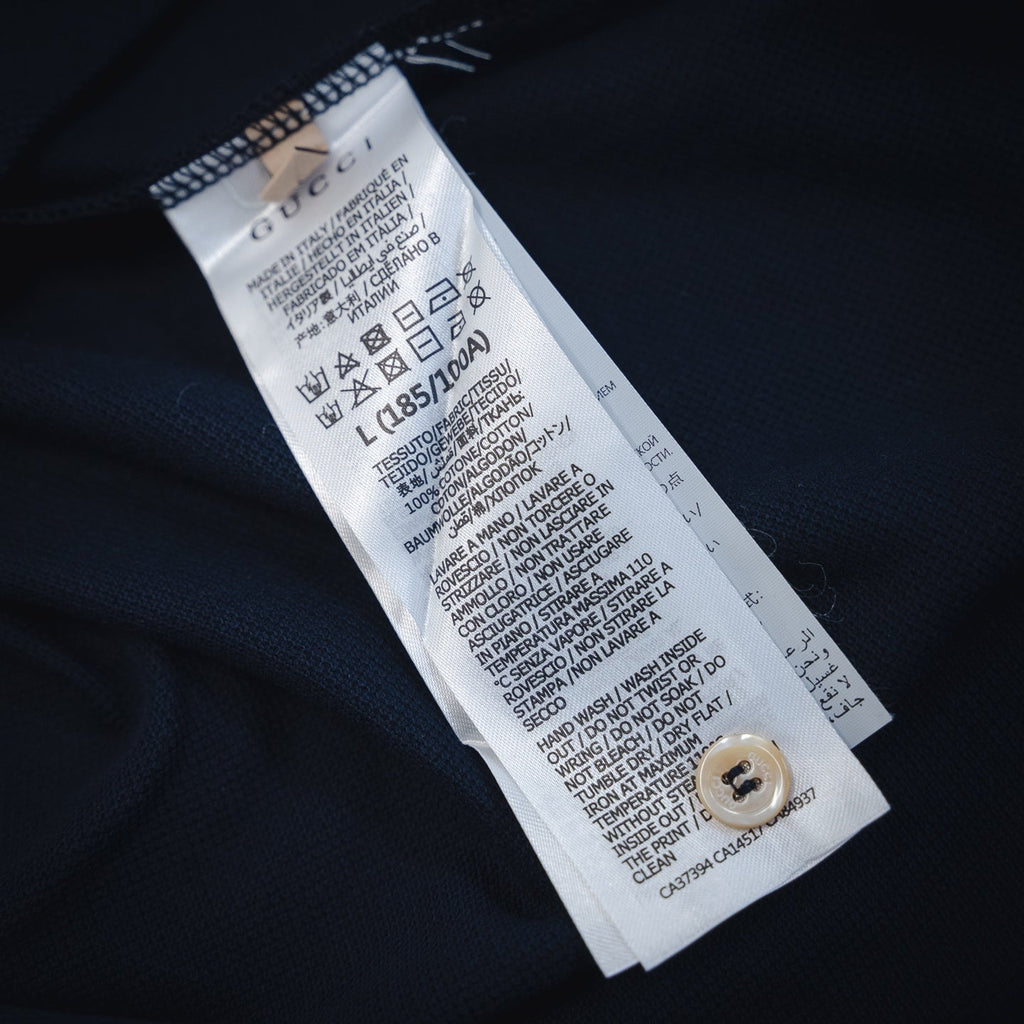 GUCCI
MADE IN ITALY / FABRIQUÉ EN
ITALIE / HECHO EN ITALIA /
HERGESTELLT IN ITALIEN /
FABRICADO EM ITÁLIA /
イタリア製 / صنع في إيطاليا /
产地:意大利 / СДЕЛАНО В
ИТАЛИИ
L (185/100A)
TESSUTO/FABRIC/TISSU/
TEJIDO/GEWEBE/TECIDO/
表地/ /面料/ТКАНЬ:
100% COTONE/COTTON/
COTON/ALGODON/
BAUMWOLLE/ALGODÃO/コットン/
قطن/棉/ХЛОПОК
LAVARE A MANO / LAVARE A
ROVESCIO / NON TORCERE O
STRIZZARE / NON LASCIARE IN
AMMOLLO / NON TRATTARE
CON CLORO / NON USARE
ASCIUGATRICE / ASCIUGARE
IN PIANO / STIRARE A
TEMPERATURA MASSIMA 110
°C SENZA VAPORE / STIRARE A
ROVESCIO / NON STIRARE LA
STAMPA / NON LAVARE A
SECCO
HAND WASH / WASH INSIDE
OUT / DO NOT TWIST OR
WRING / DO NOT SOAK / DO
NOT BLEACH / DO NOT
TUMBLE DRY / DRY FLAT /
IRON AT MAXIMUM
TEMPERATURE
WITHOUT
INSIDE OUT /
THE PRINT /
CLEAN
CA37394 CA14517
GUCCI